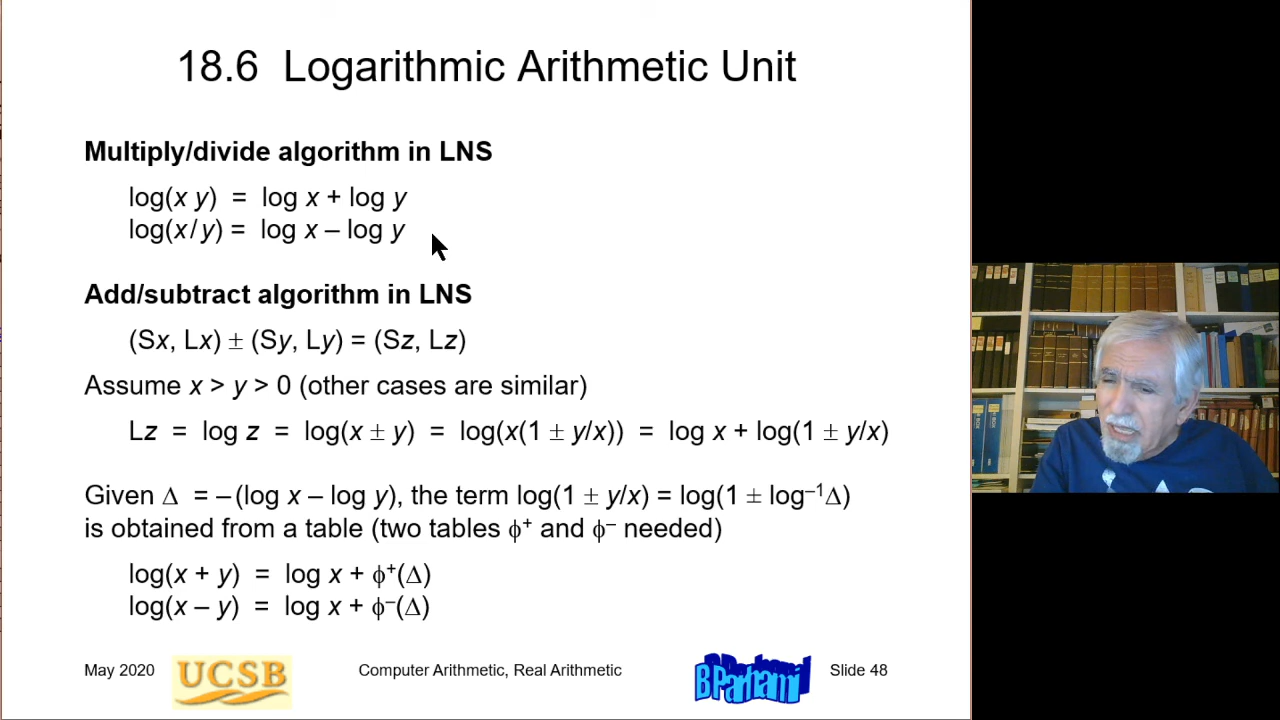 18.6 Logarithmic Arithmetic Unit
Multiply/divide algorithm in LNS
log(x y) = log x + log y
log(x/y) = log x – log y
Add/subtract algorithm in LNS
(Sx, Lx) ± (Sy, Ly) = (Sz, Lz)
Assume x > y > 0 (other cases are similar)
Lz = log z = log(x ± y) = log(x(1 ± y/x)) = log x + log(1 ± y/x)
Given Δ = –(log x – log y), the term log(1 ± y/x) = log(1 ± log⁻¹Δ)
is obtained from a table (two tables ϕ⁺ and ϕ⁻ needed)
log(x + y) = log x + ϕ⁺(Δ)
log(x – y) = log x + ϕ⁻(Δ)
May 2020 UCSB Computer Arithmetic, Real Arithmetic B Parhami Slide 48